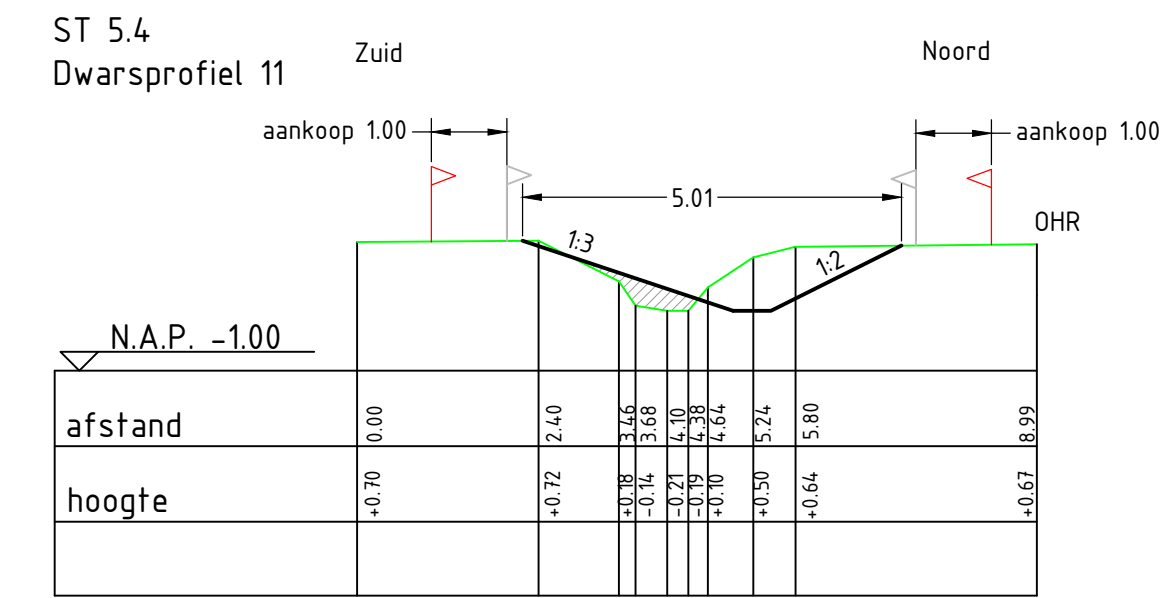 ST 5.4
Dwarsprofiel 11
Zuid
Noord
aankoop 1.00
aankoop 1.00
5.01
OHR
1:3
1:2
N.A.P. -1.00
afstand 0.00 2.40 3.46 3.68 4.10 4.38 4.64 5.24 5.80 8.99
hoogte +0.70 +0.72 +0.18 -0.14 -0.21 -0.19 +0.10 +0.50 +0.64 +0.67